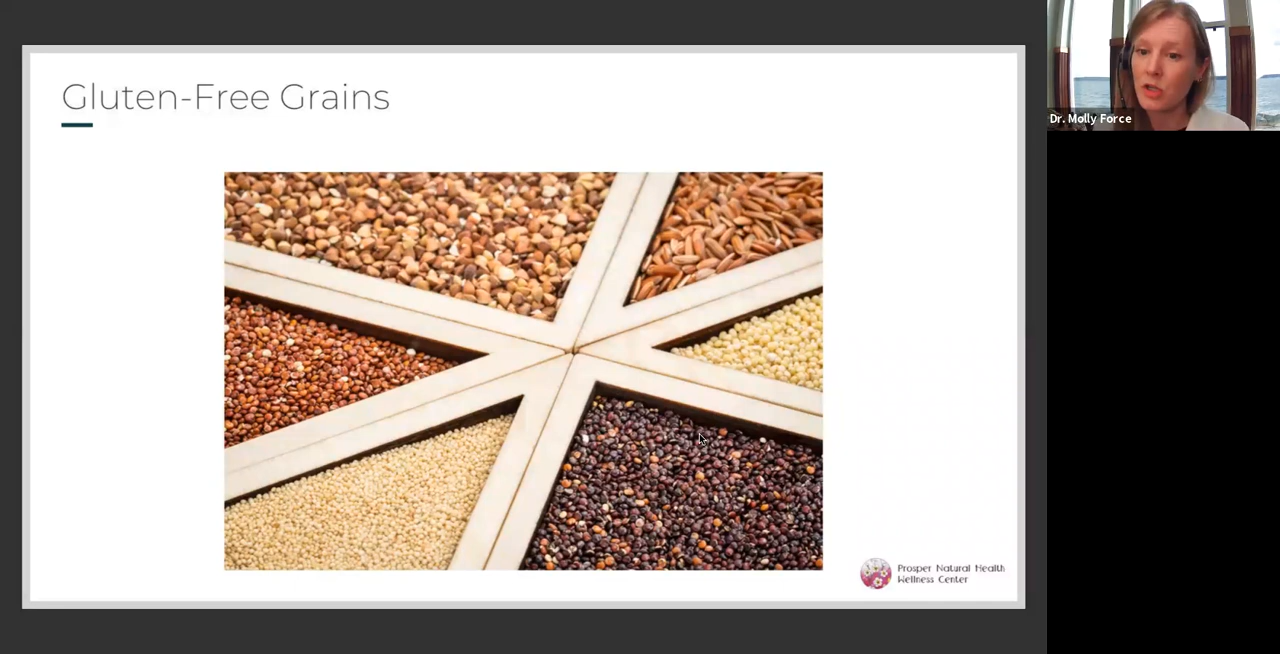 Gluten-Free Grains
Dr. Molly Force
Prosper Natural Health
Wellness Center